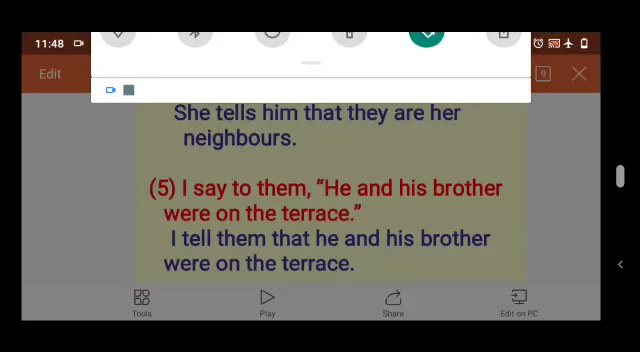 11:48
Edit
9
She tells him that they are her
neighbours.
(5) I say to them, “He and his brother
were on the terrace.”
I tell them that he and his brother
were on the terrace.
Tools
Play
Share
Edit on PC